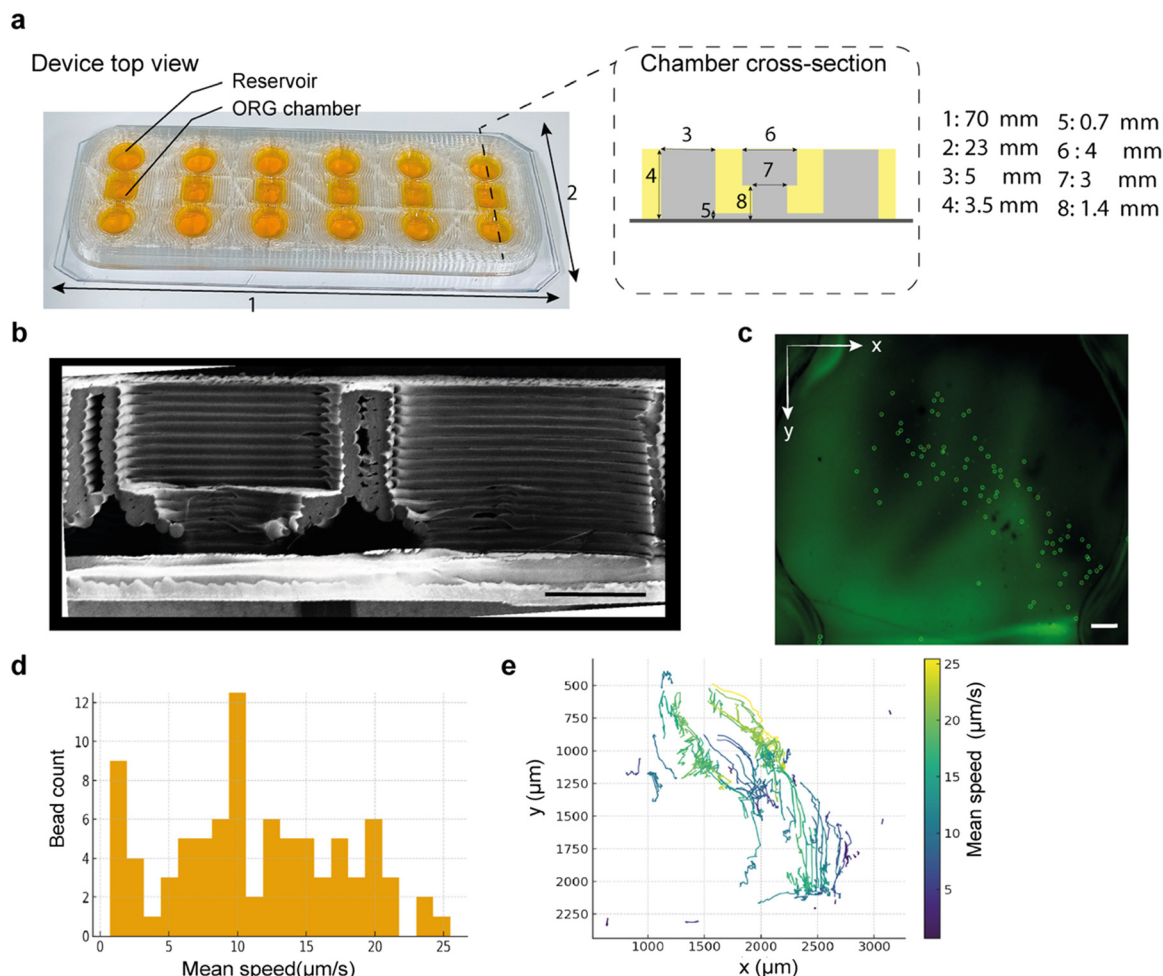 a
Device top view
Reservoir
ORG chamber
1
2
Chamber cross-section
3
6
4
7
5
8
1: 70 mm
2: 23 mm
3: 5 mm
4: 3.5 mm
5: 0.7 mm
6 : 4 mm
7: 3 mm
8: 1.4 mm
b
c
x
y
d
Bead count
12
10
8
6
4
2
0
0 5 10 15 20 25
Mean speed(μm/s)
e
y (μm)
500
750
1000
1250
1500
1750
2000
2250
1000 1500 2000 2500 3000
x (μm)
25
20
15
10
5
Mean speed (μm/s)